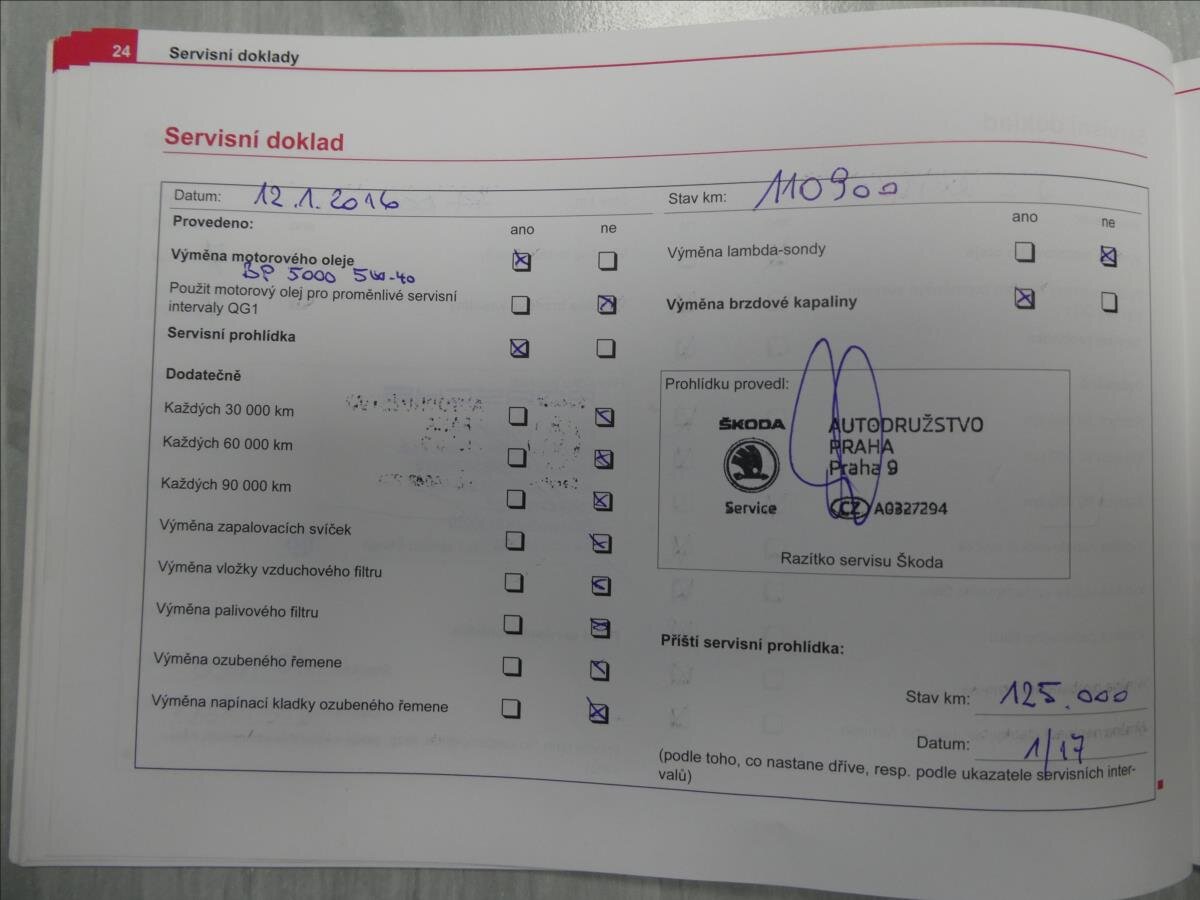 24 Servisní doklady
Servisní doklad
Datum: 12.1.2016
Provedeno:
ano ne
Výměna motorového oleje
BP 5000 5W-40
Použit motorový olej pro proměnlivé servisní
intervaly QG1
Servisní prohlídka
Dodatečně
Každých 30 000 km
Každých 60 000 km
Každých 90 000 km
Výměna zapalovacích svíček
Výměna vložky vzduchového filtru
Výměna palivového filtru
Výměna ozubeného řemene
Výměna napínací kladky ozubeného řemene
Stav km: 110900
ano ne
Výměna lambda-sondy
Výměna brzdové kapaliny
Prohlídku provedl:
ŠKODA
Service
AUTODRUŽSTVO
PRAHA
Praha 9
CZ A0327294
Razítko servisu Škoda
Příští servisní prohlídka:
Stav km: 125.000
Datum: 1/17
(podle toho, co nastane dříve, resp. podle ukazatele servisních inter-
valů)